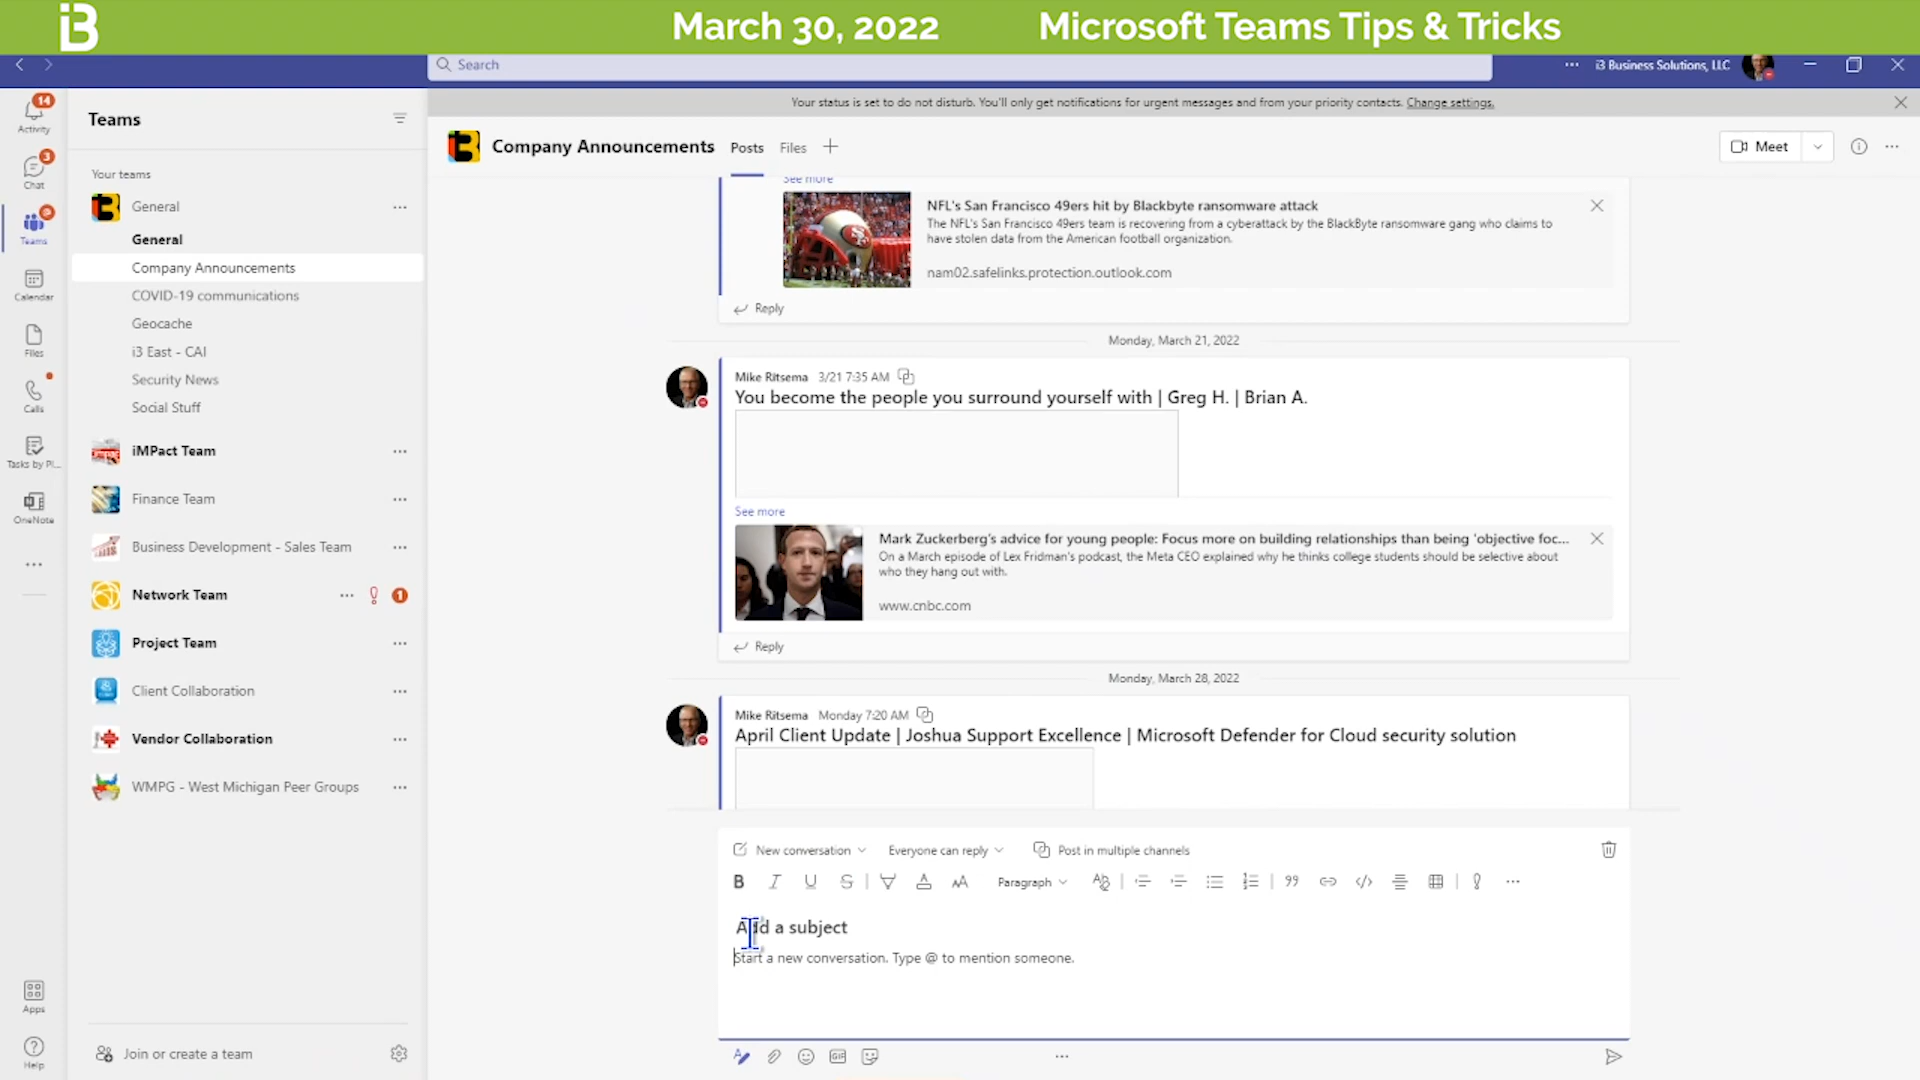 i3
March 30, 2022
Microsoft Teams Tips & Tricks
Search
i3 Business Solutions, LLC
Your status is set to do not disturb. You'll only get notifications for urgent messages and from your priority contacts. Change settings.
14
Activity
3
Chat
Teams
Calendar
Files
Calls
Tasks by Pl...
OneNote
Apps
Help
Teams
Your teams
General
General
Company Announcements
COVID-19 communications
Geocache
i3 East - CAI
Security News
Social Stuff
iMPact Team
Finance Team
Business Development - Sales Team
Network Team
1
Project Team
Client Collaboration
Vendor Collaboration
WMPG - West Michigan Peer Groups
Join or create a team
Company Announcements
Posts
Files
Meet
See more
NFL's San Francisco 49ers hit by Blackbyte ransomware attack
The NFL's San Francisco 49ers team is recovering from a cyberattack by the BlackByte ransomware gang who claims to
have stolen data from the American football organization.
nam02.safelinks.protection.outlook.com
Reply
Monday, March 21, 2022
Mike Ritsema 3/21 7:35 AM
You become the people you surround yourself with | Greg H. | Brian A.
See more
Mark Zuckerberg's advice for young people: Focus more on building relationships than being 'objective foc...
On a March episode of Lex Fridman's podcast, the Meta CEO explained why he thinks college students should be selective about
who they hang out with.
www.cnbc.com
Reply
Monday, March 28, 2022
Mike Ritsema Monday 7:20 AM
April Client Update | Joshua Support Excellence | Microsoft Defender for Cloud security solution
New conversation
Everyone can reply
Post in multiple channels
B I U S
Paragraph
Add a subject
Start a new conversation. Type @ to mention someone.
GIF